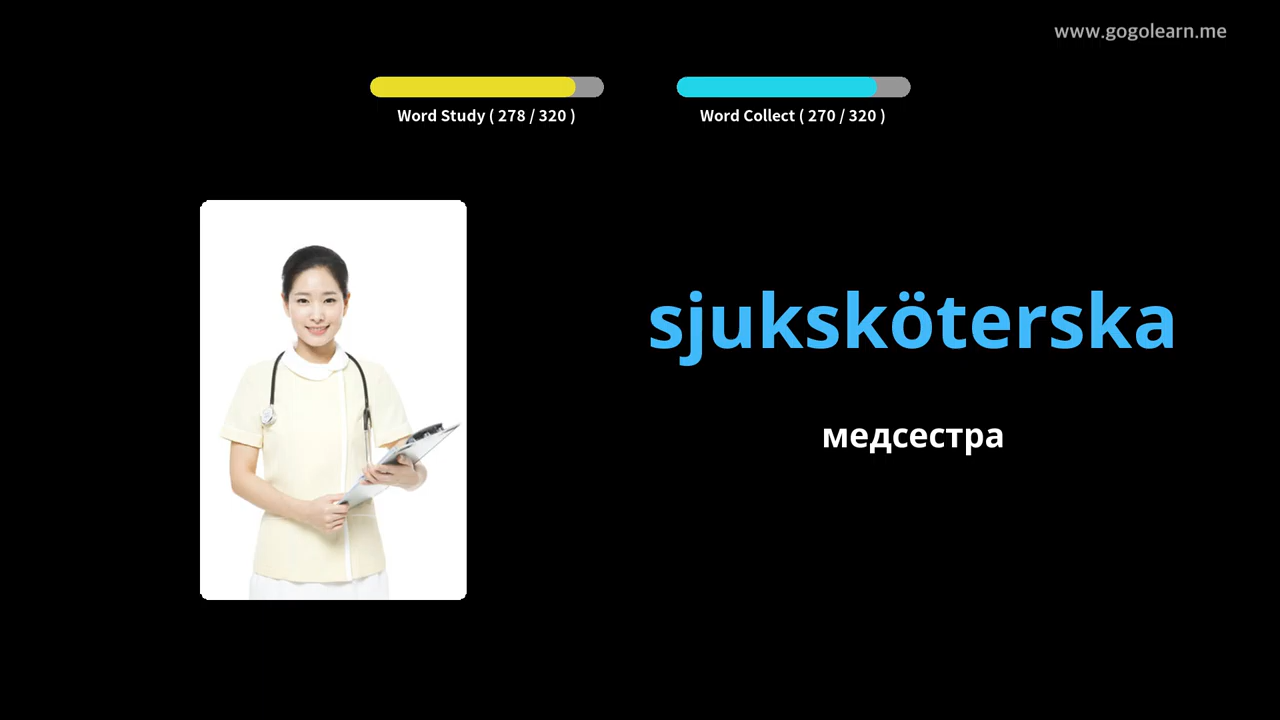 www.gogolearn.me
Word Study ( 278 / 320 )
Word Collect ( 270 / 320 )
sjuksköterska
медсестра